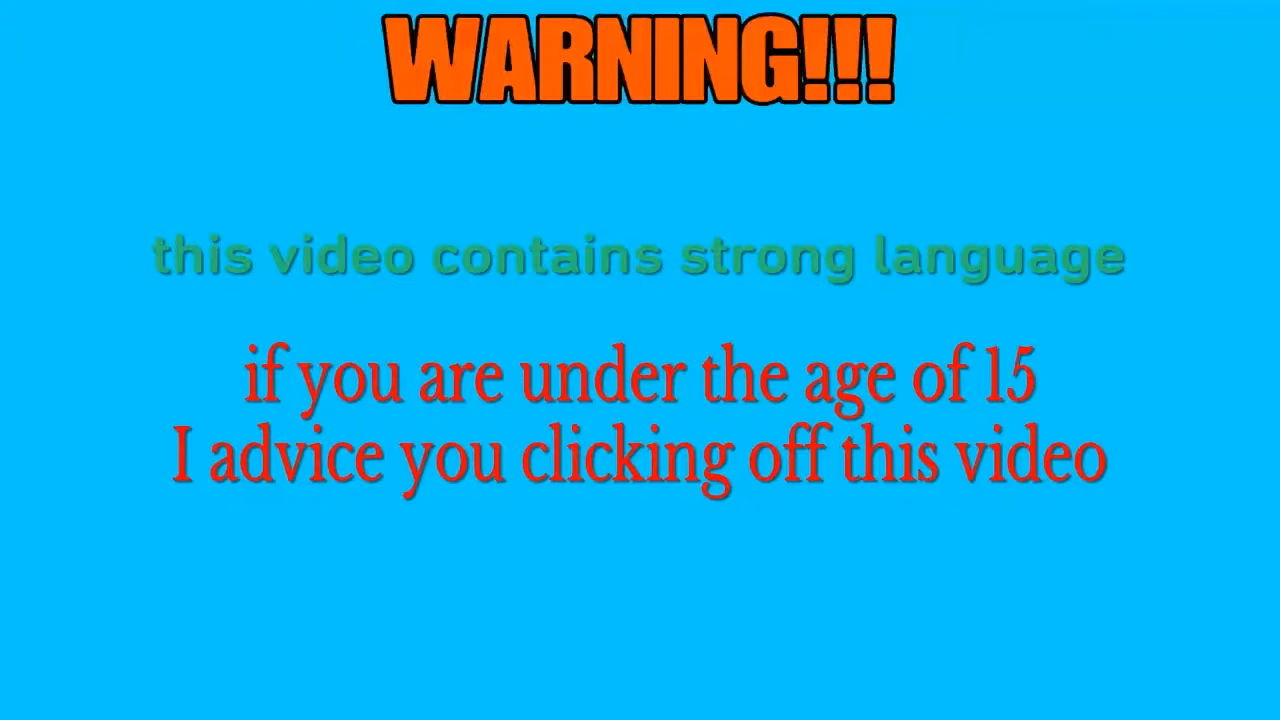 WARNING!!!
this video contains strong language
if you are under the age of 15
I advice you clicking off this video